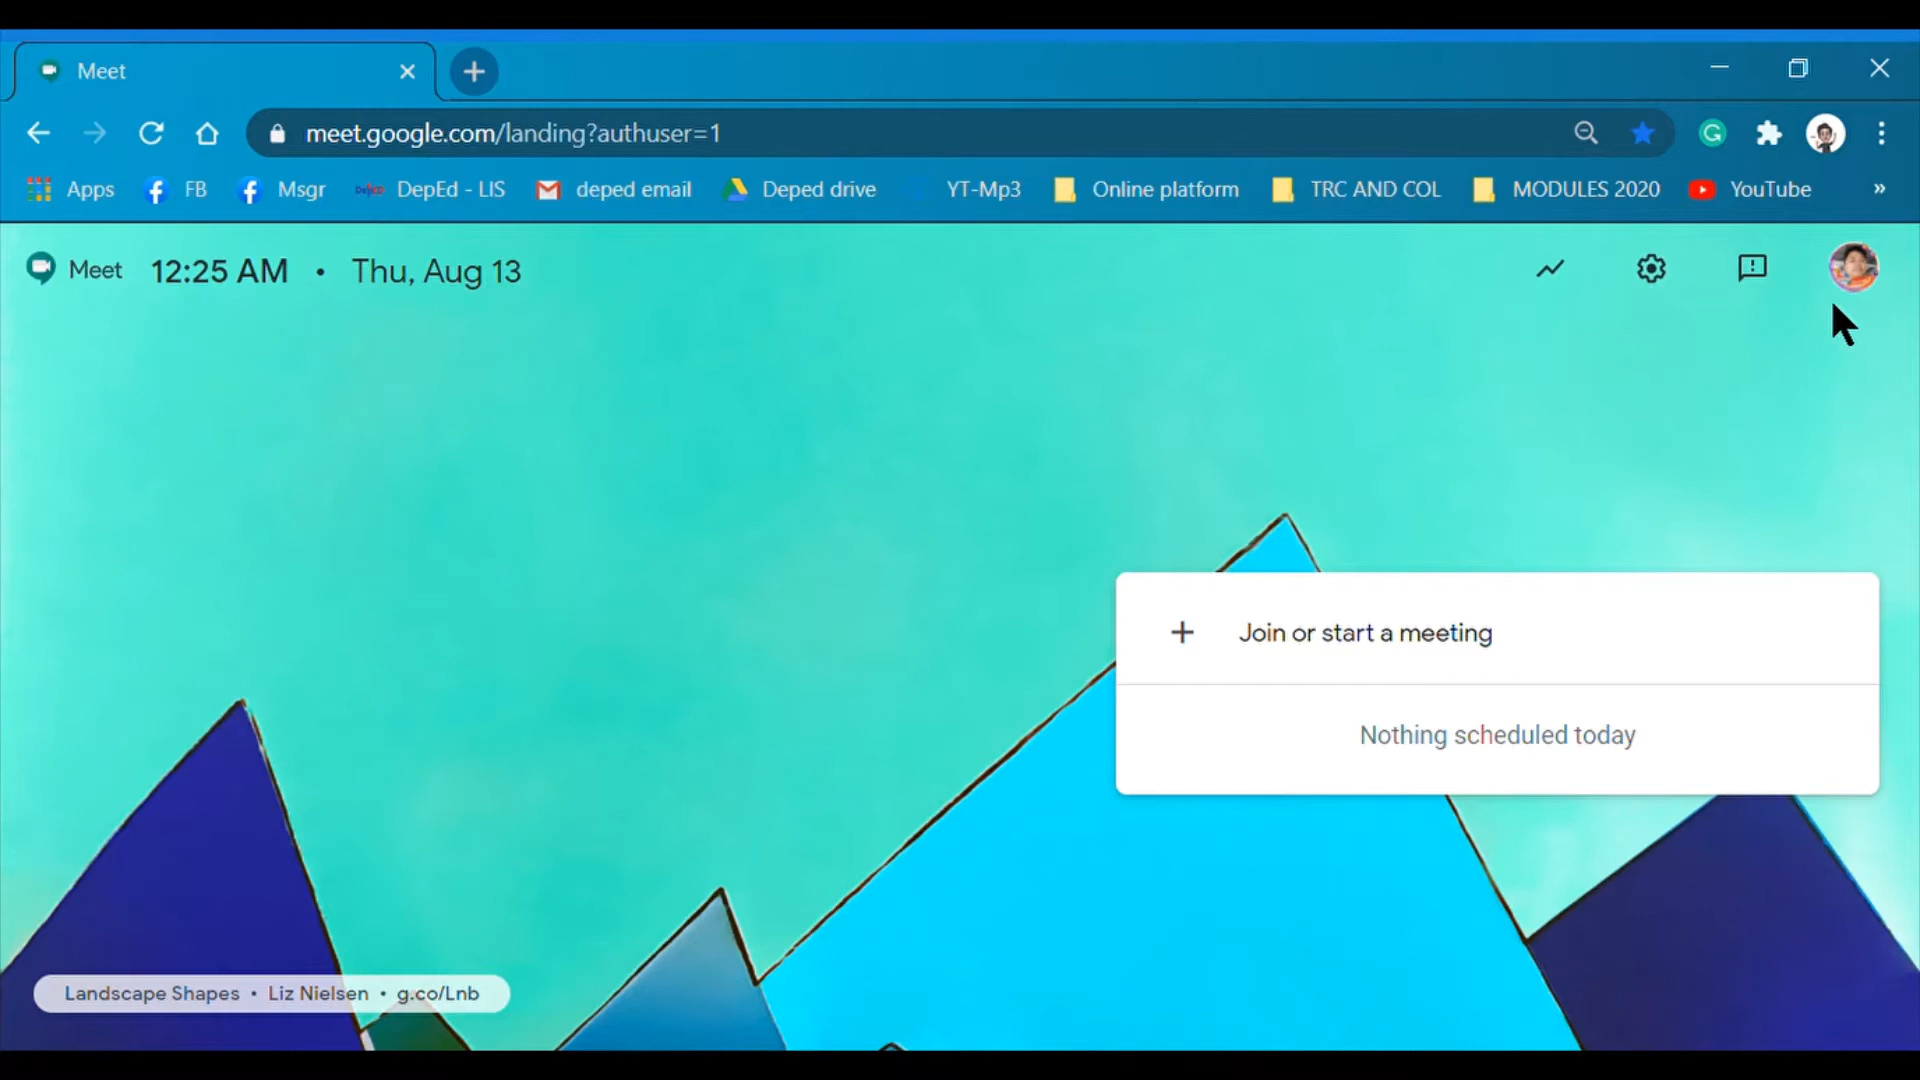 Meet
meet.google.com/landing?authuser=1
Apps FB Msgr DepEd - LIS deped email Deped drive YT-Mp3 Online platform TRC AND COL MODULES 2020 YouTube »
Meet 12:25 AM • Thu, Aug 13
Join or start a meeting
Nothing scheduled today
Landscape Shapes • Liz Nielsen • g.co/Lnb